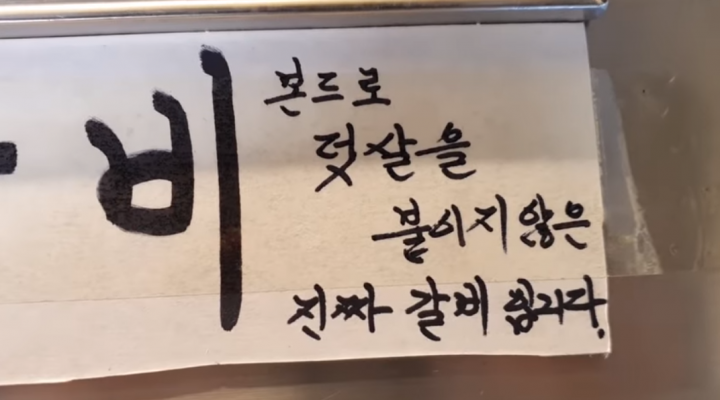 비
본드로
덧살을
붙이지 않은
진짜 갈비 입니다.